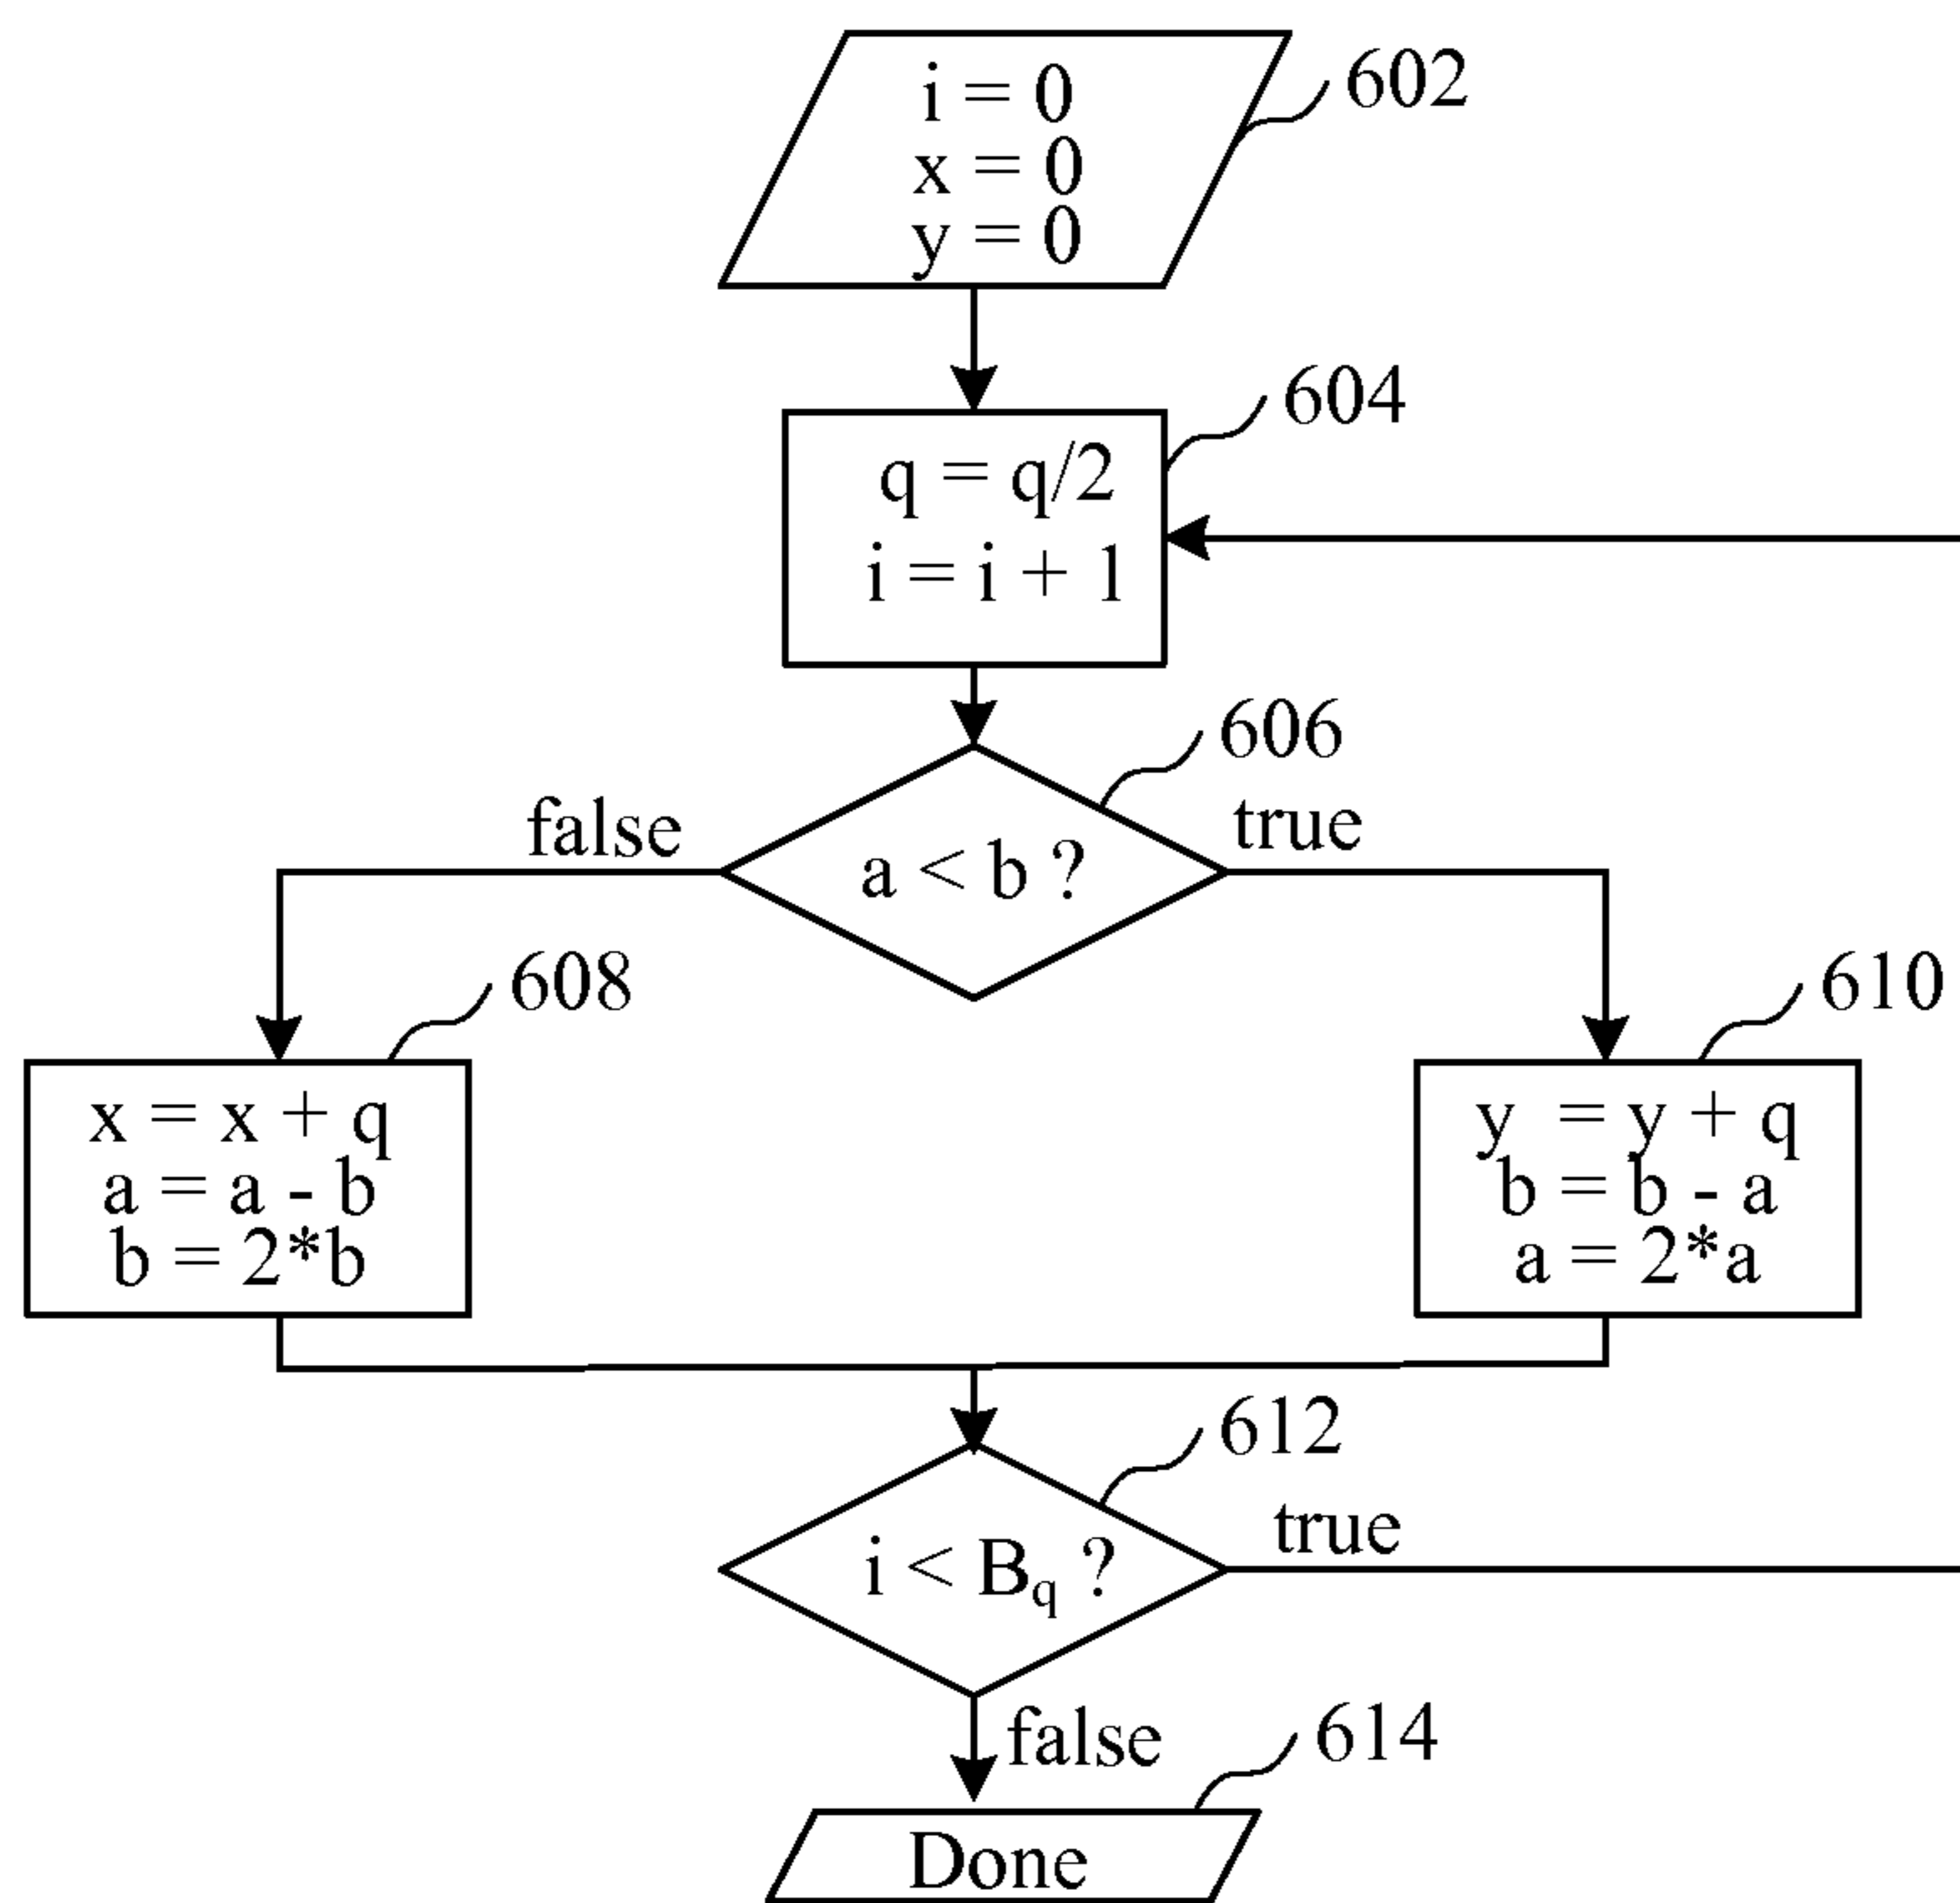 i = 0
x = 0
y = 0
602
604
q = q/2
i = i + 1
606
false
true
a < b ?
608
610
x = x + q
a = a - b
b = 2*b
y = y + q
b = b - a
a = 2*a
612
i < Bq ?
true
false
614
Done